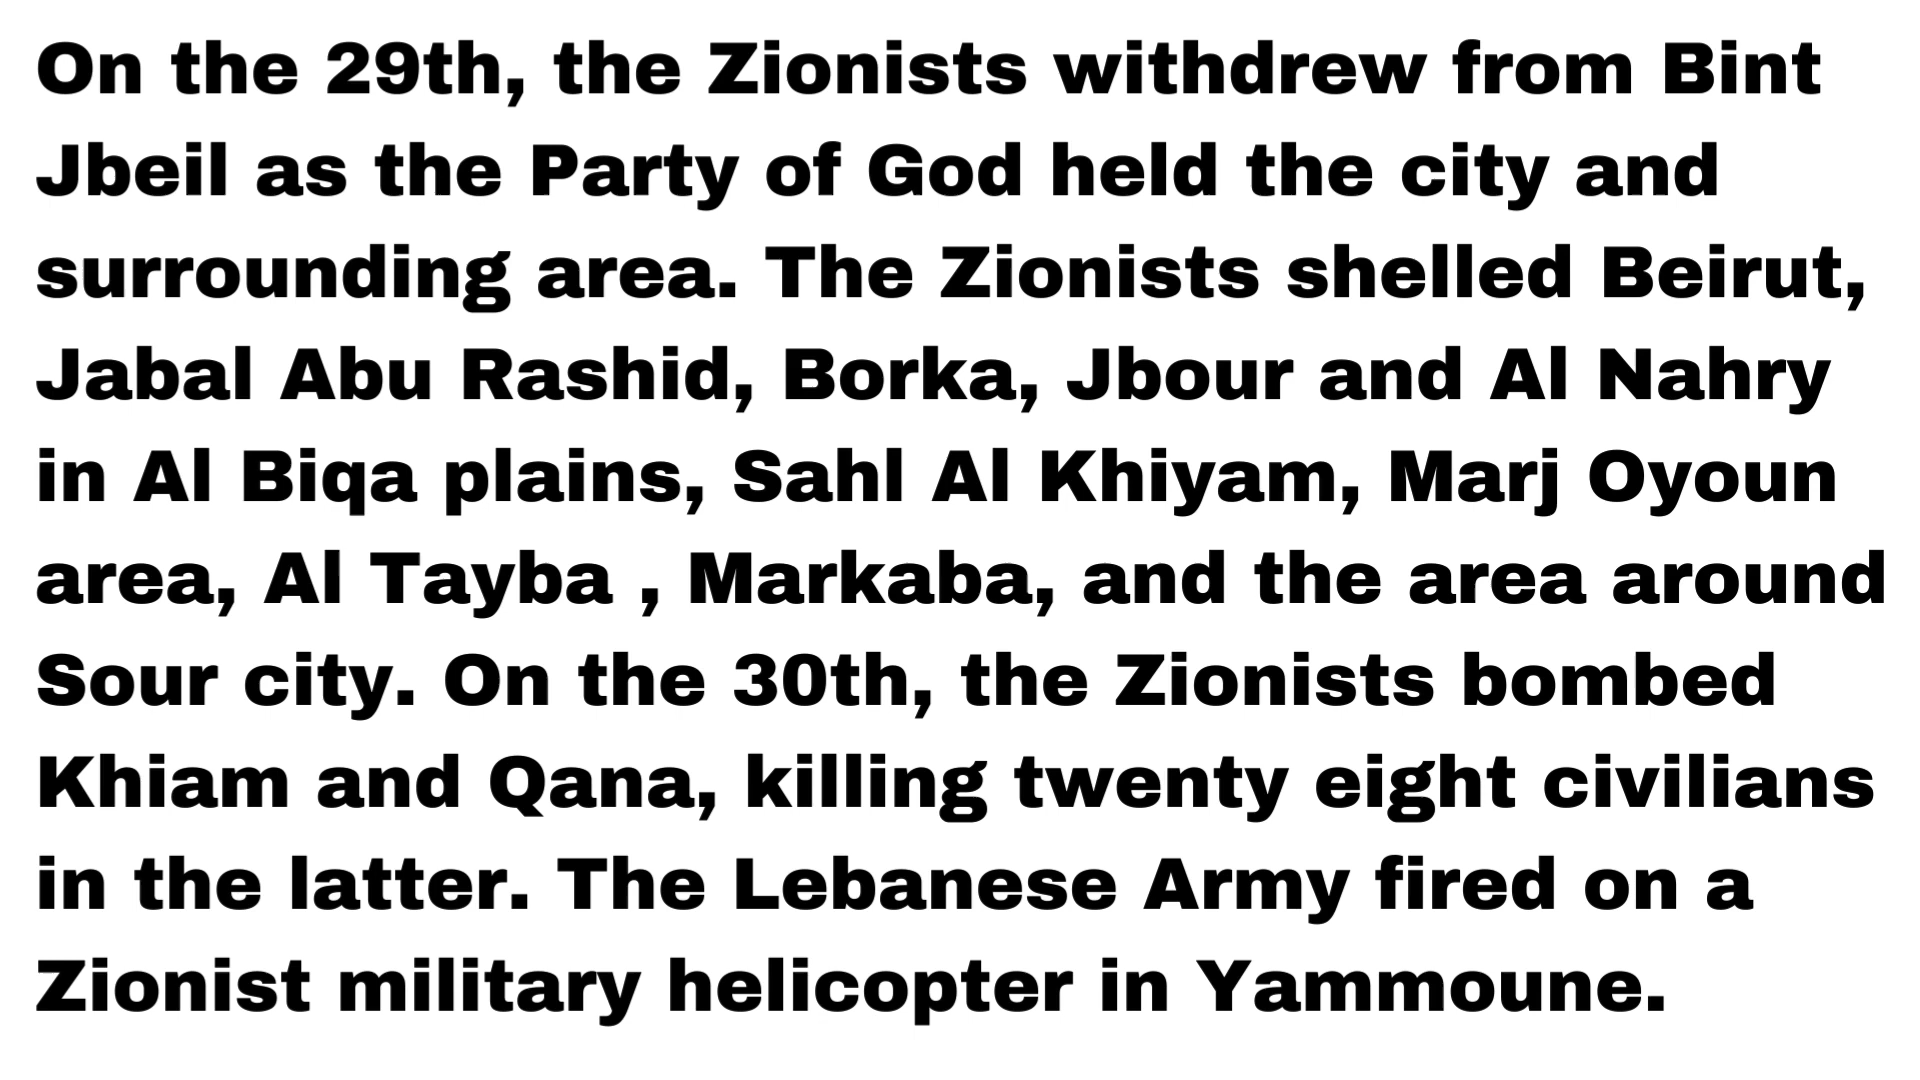 On the 29th, the Zionists withdrew from Bint
Jbeil as the Party of God held the city and
surrounding area. The Zionists shelled Beirut,
Jabal Abu Rashid, Borka, Jbour and Al Nahry
in Al Biqa plains, Sahl Al Khiyam, Marj Oyoun
area, Al Tayba , Markaba, and the area around
Sour city. On the 30th, the Zionists bombed
Khiam and Qana, killing twenty eight civilians
in the latter. The Lebanese Army fired on a
Zionist military helicopter in Yammoune.